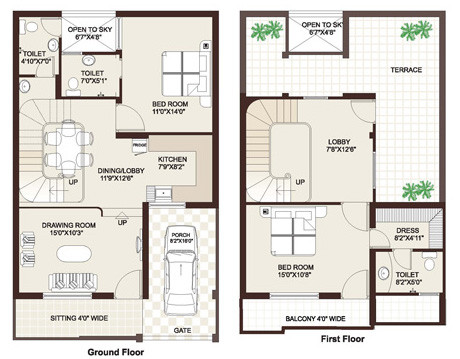 OPEN TO SKY
6'7"X4'8"
TOILET
4'10"X7'0"
TOILET
7'0"X5'1"
BED ROOM
11'0"X14'0"
FRIDGE
KITCHEN
7'9"X8'2"
DINING/LOBBY
11'9"X12'6"
UP
UP
DRAWING ROOM
15'0"X10'3"
PORCH
8'2"X16'0"
SITTING 4'0" WIDE
GATE
Ground Floor
OPEN TO SKY
6'7"X4'8"
TERRACE
LOBBY
7'8"X12'6"
UP
DRESS
8'2"X4'11"
BED ROOM
15'0"X10'8"
TOILET
8'2"X5'0"
BALCONY 4'0" WIDE
First Floor